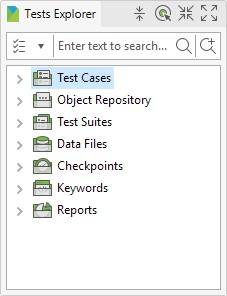 Tests Explorer
Enter text to search...
Test Cases
Object Repository
Test Suites
Data Files
Checkpoints
Keywords
Reports